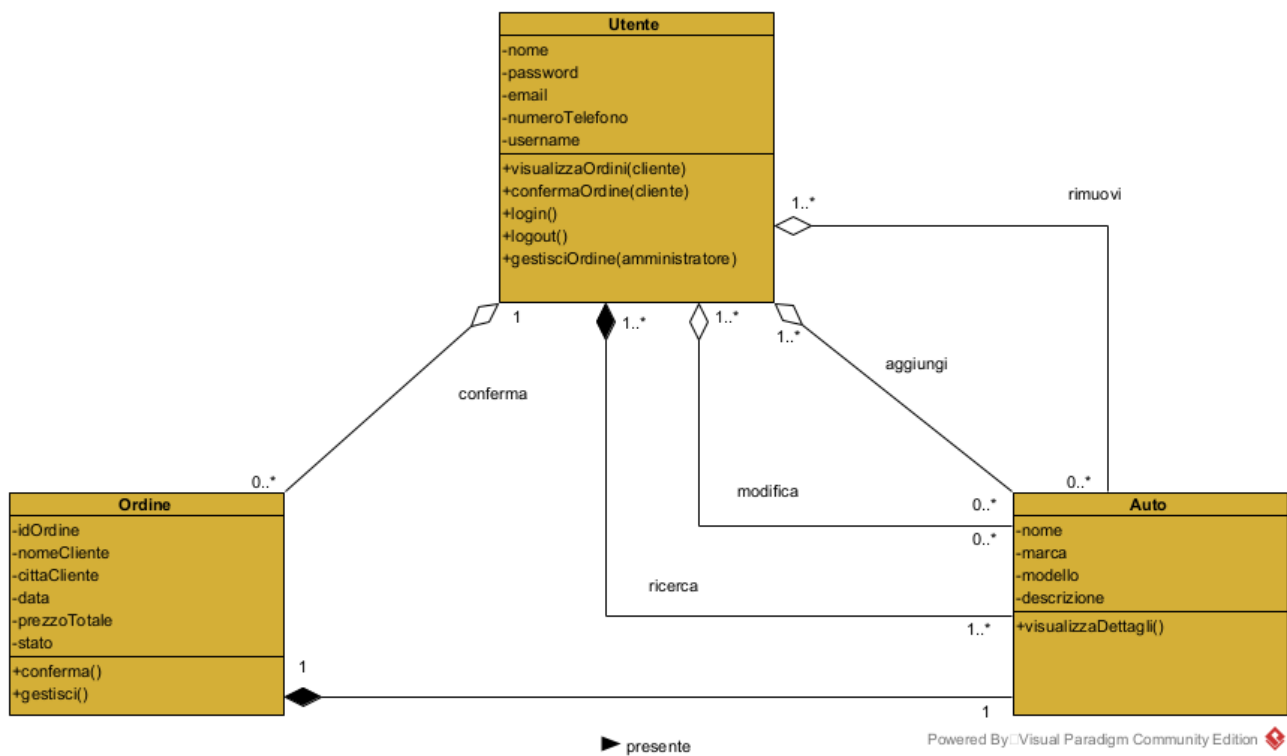 Utente
-nome
-password
-email
-numeroTelefono
-username
+visualizzaOrdini(cliente)
+confermaOrdine(cliente)
+login()
+logout()
+gestisciOrdine(amministratore)
1..*
rimuovi
1
1..*
1..*
1..*
aggiungi
conferma
0..*
modifica
0..*
0..*
0..*
ricerca
1..*
Ordine
-idOrdine
-nomeCliente
-cittaCliente
-data
-prezzoTotale
-stato
+conferma()
+gestisci()
Auto
-nome
-marca
-modello
-descrizione
+visualizzaDettagli()
1
1
presente
Powered By Visual Paradigm Community Edition